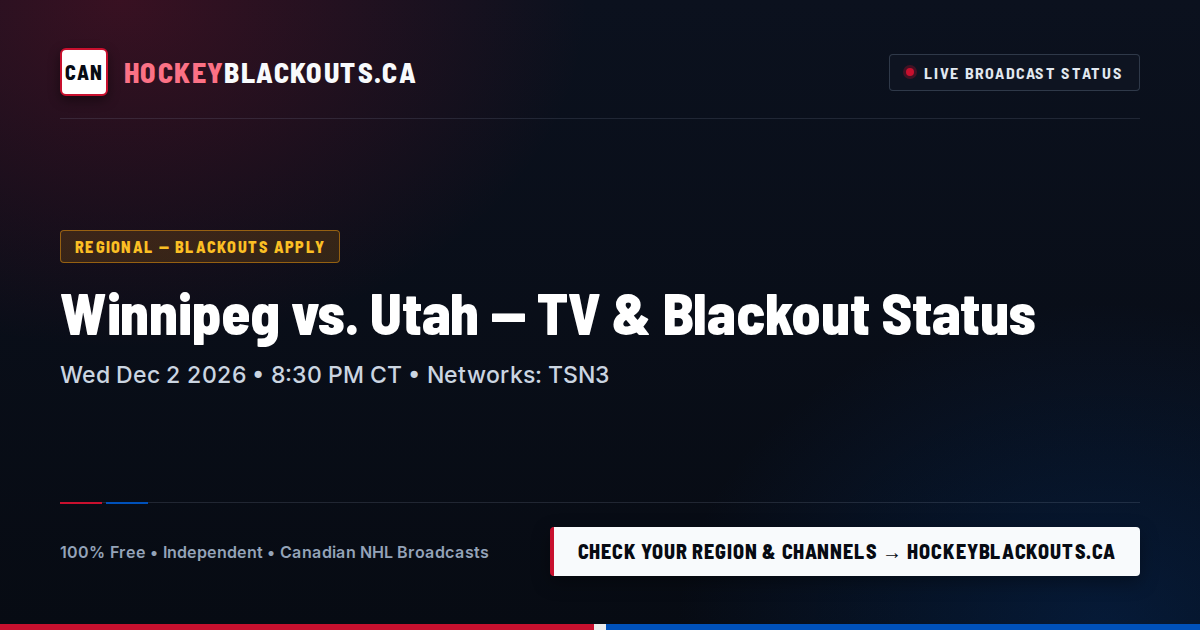 CAN HOCKEYBLACKOUTS.CA
LIVE BROADCAST STATUS
REGIONAL — BLACKOUTS APPLY
Winnipeg vs. Utah — TV & Blackout Status
Wed Dec 2 2026 • 8:30 PM CT • Networks: TSN3
100% Free • Independent • Canadian NHL Broadcasts
CHECK YOUR REGION & CHANNELS → HOCKEYBLACKOUTS.CA